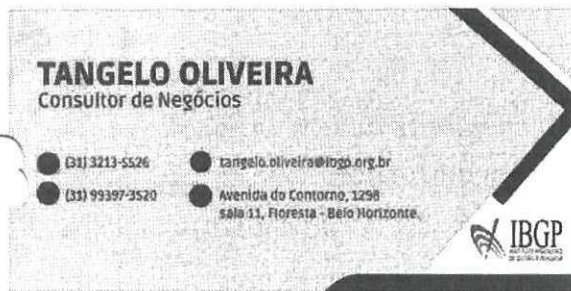 TANGELO OLIVEIRA
Consultor de Negócios
(31) 3213-5526
(31) 99397-3520
tangelo.oliveira@ibgp.org.br
Avenida do Contorno, 1298
sala 11, Floresta - Belo Horizonte.
IBGP